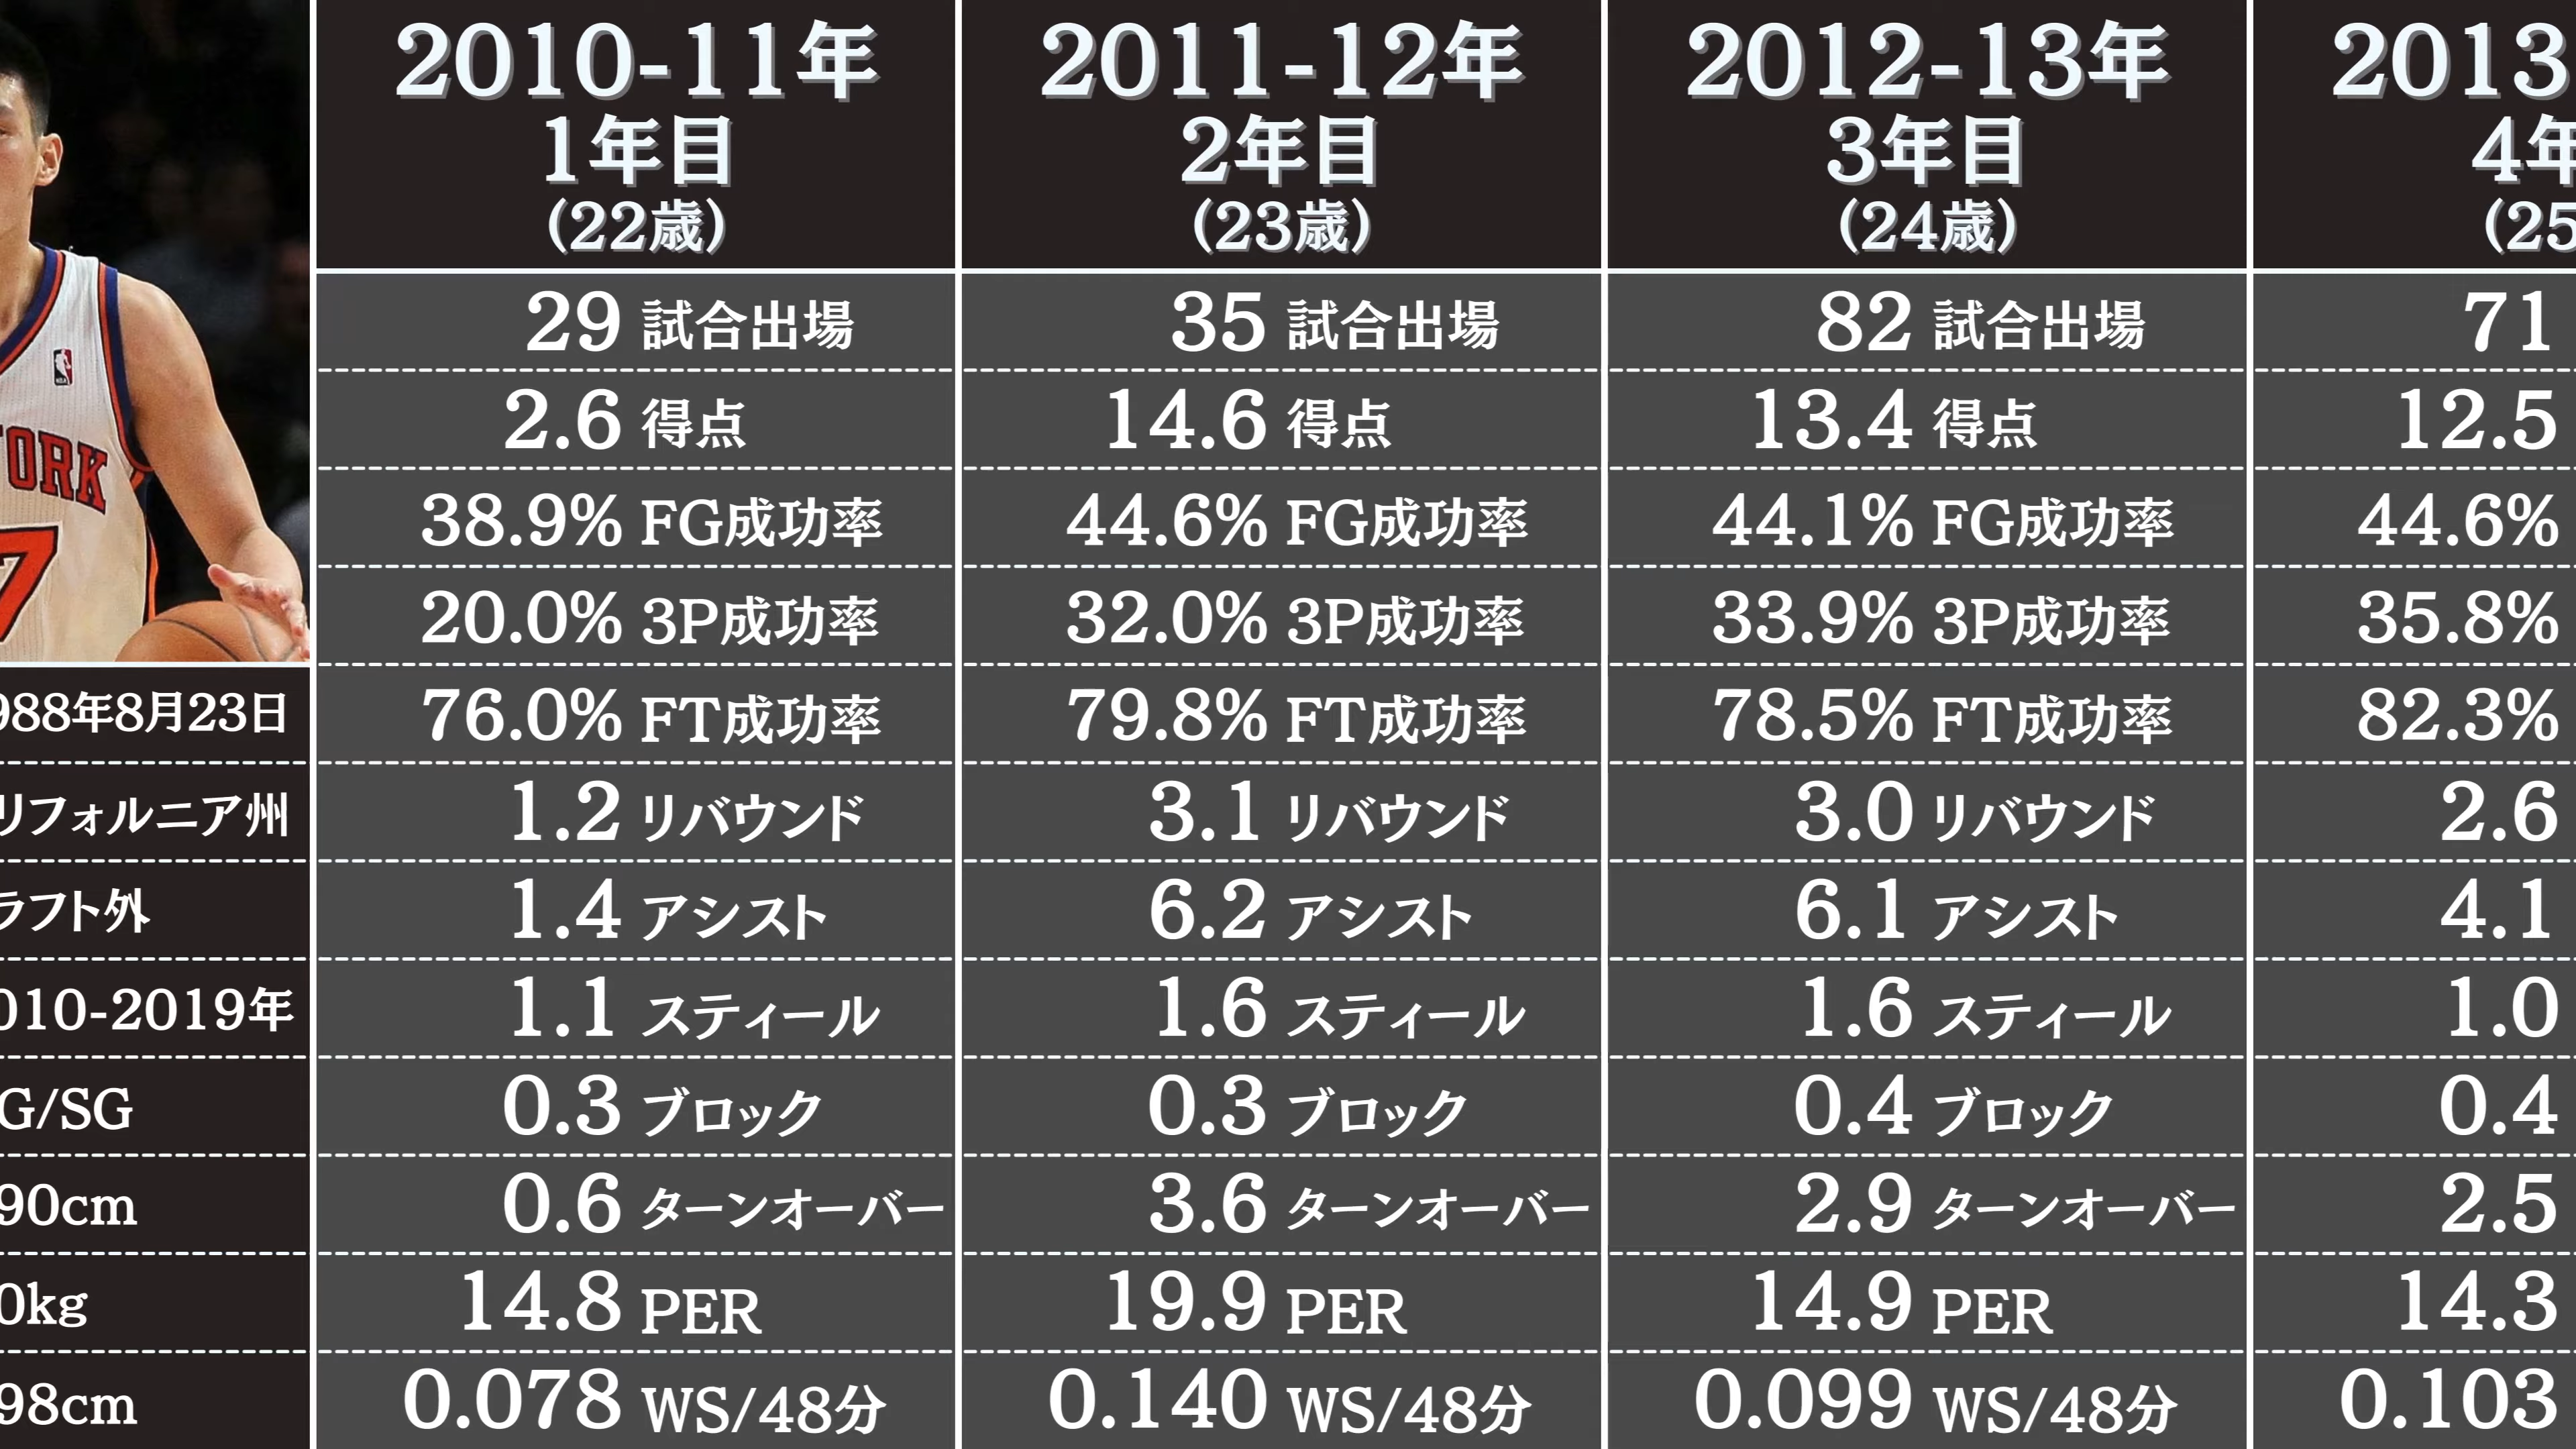 ORK
7
988年8月23日
リフォルニア州
ラフト外
010-2019年
G/SG
90cm
0kg
98cm
2010-11年
1年目
(22歳)
29 試合出場
2.6 得点
38.9% FG成功率
20.0% 3P成功率
76.0% FT成功率
1.2 リバウンド
1.4 アシスト
1.1 スティール
0.3 ブロック
0.6 ターンオーバー
14.8 PER
0.078 WS/48分
2011-12年
2年目
(23歳)
35 試合出場
14.6 得点
44.6% FG成功率
32.0% 3P成功率
79.8% FT成功率
3.1 リバウンド
6.2 アシスト
1.6 スティール
0.3 ブロック
3.6 ターンオーバー
19.9 PER
0.140 WS/48分
2012-13年
3年目
(24歳)
82 試合出場
13.4 得点
44.1% FG成功率
33.9% 3P成功率
78.5% FT成功率
3.0 リバウンド
6.1 アシスト
1.6 スティール
0.4 ブロック
2.9 ターンオーバー
14.9 PER
0.099 WS/48分
2013
4年
(25
71
12.5
44.6%
35.8%
82.3%
2.6
4.1
1.0
0.4
2.5
14.3
0.103